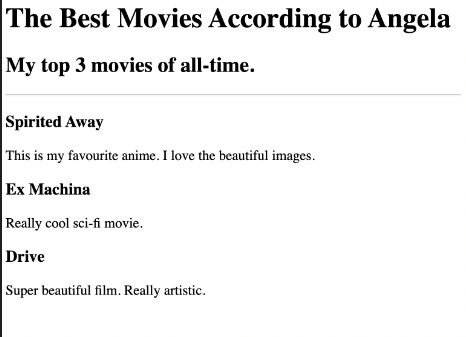 The Best Movies According to Angela
My top 3 movies of all-time.
Spirited Away
This is my favourite anime. I love the beautiful images.
Ex Machina
Really cool sci-fi movie.
Drive
Super beautiful film. Really artistic.